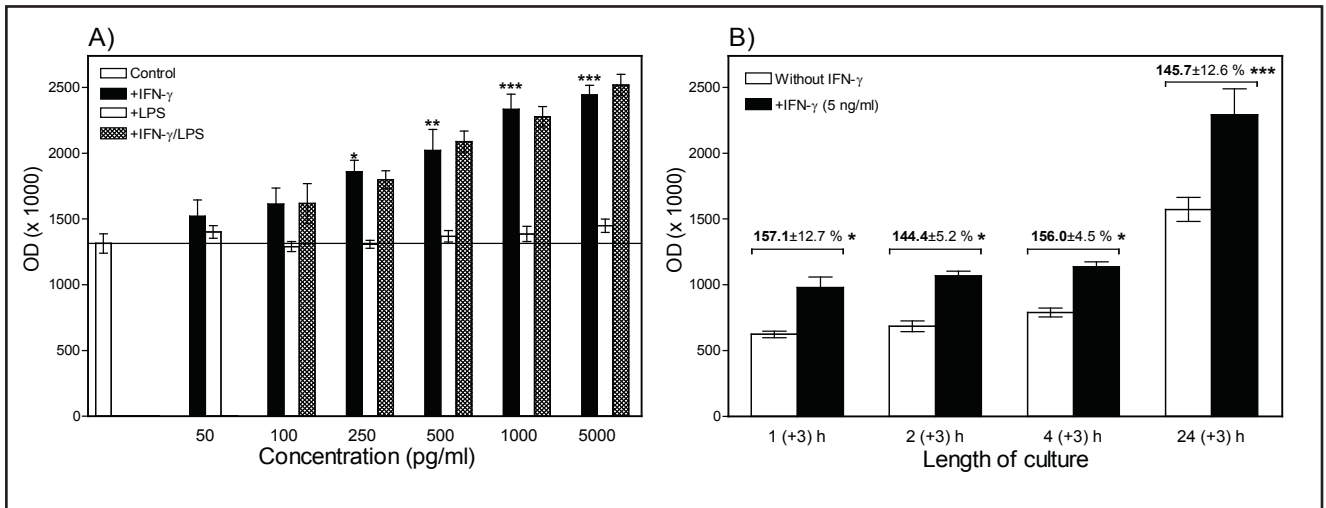 A)
Control
+IFN-γ
+LPS
+IFN-γ/LPS
2500
2000
1500
1000
500
0
OD (x 1000)
*
**
***
***
50 100 250 500 1000 5000
Concentration (pg/ml)
B)
Without IFN-γ
+IFN-γ (5 ng/ml)
2500
2000
1500
1000
500
0
OD (x 1000)
157.1±12.7 % *
144.4±5.2 % *
156.0±4.5 % *
145.7±12.6 % ***
1 (+3) h 2 (+3) h 4 (+3) h 24 (+3) h
Length of culture